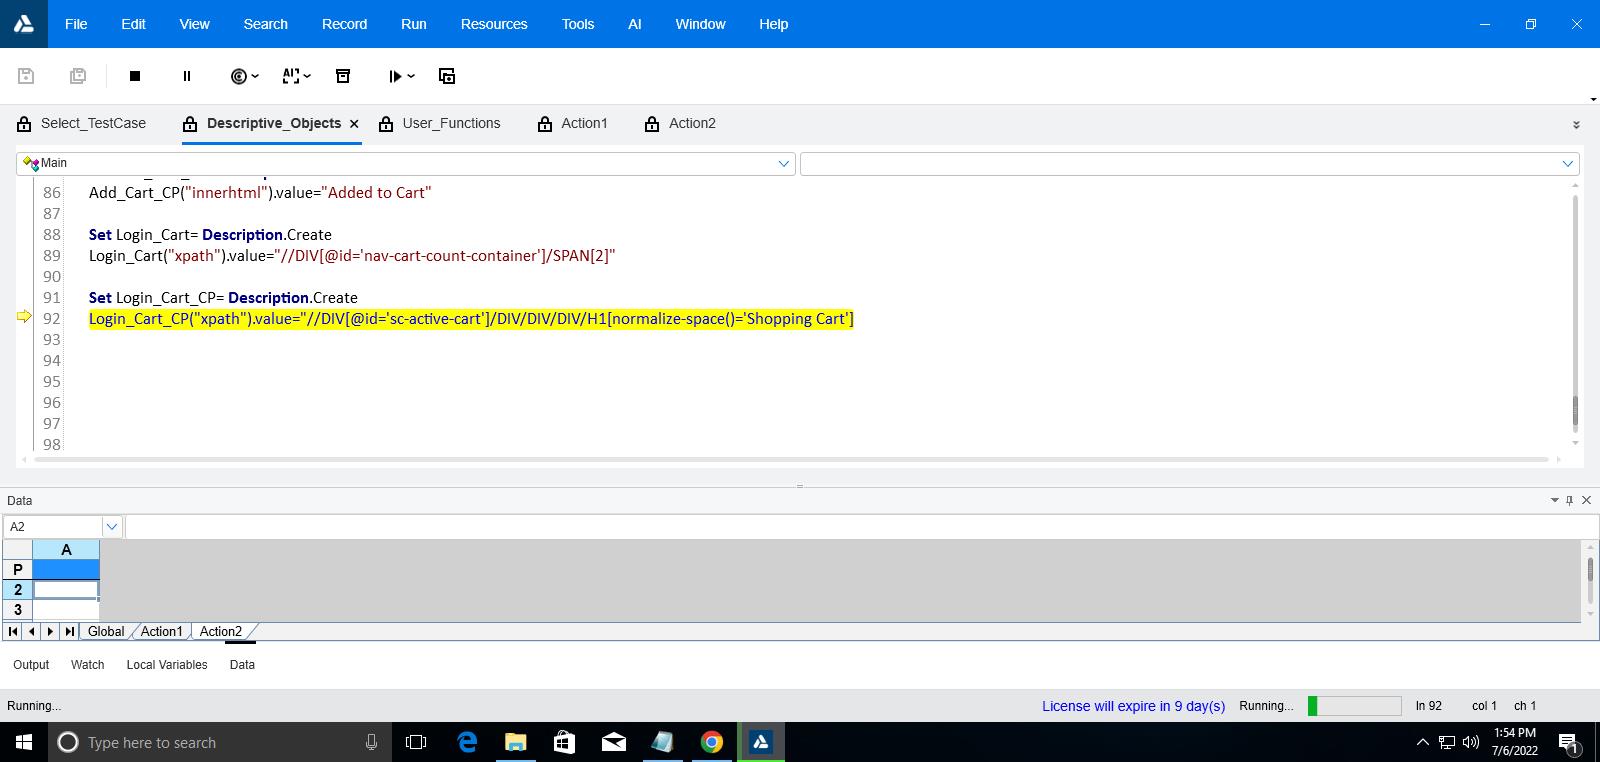 File Edit View Search Record Run Resources Tools AI Window Help
Select_TestCase Descriptive_Objects User_Functions Action1 Action2
Main
86 Add_Cart_CP("innerhtml").value="Added to Cart"
87
88 Set Login_Cart= Description.Create
89 Login_Cart("xpath").value="//DIV[@id='nav-cart-count-container']/SPAN[2]"
90
91 Set Login_Cart_CP= Description.Create
92 Login_Cart_CP("xpath").value="//DIV[@id='sc-active-cart']/DIV/DIV/DIV/H1[normalize-space()='Shopping Cart']
93
94
95
96
97
98
Data
A2
A
P
2
3
Global Action1 Action2
Output Watch Local Variables Data
Running... License will expire in 9 day(s) Running... ln 92 col 1 ch 1
Type here to search
1:54 PM
7/6/2022
1